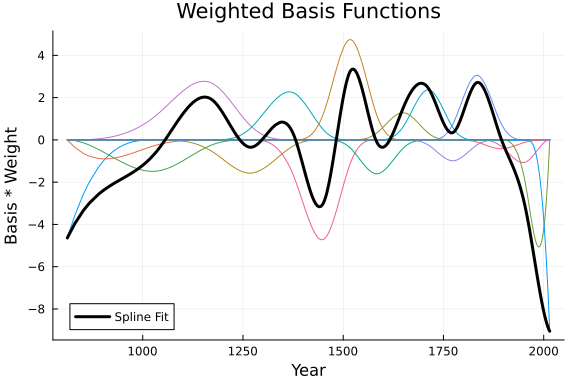 Weighted Basis Functions
Basis * Weight
4
2
0
−2
−4
−6
−8
Spline Fit
1000 1250 1500 1750 2000
Year